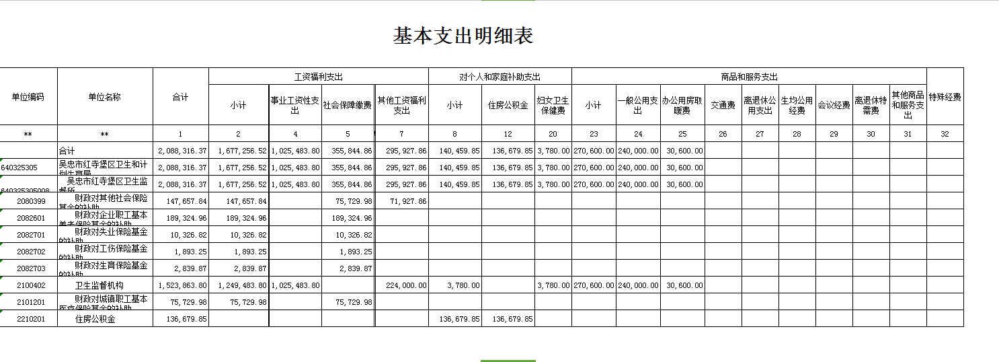 基本支出明细表
单位编码 单位名称 合计 工资福利支出 对个人和家庭补助支出 商品和服务支出 特殊经费
小计 事业工资性支出 社会保障缴费 其他工资福利支出 小计 住房公积金 妇女卫生保健费 小计 一般公用支出 办公用房取暖费 交通费 离退休公用支出 生均公用经费 会议经费 离退休特需费 其他商品和服务支出
** ** 1 2 4 5 7 8 12 20 23 24 25 26 27 28 29 30 31 32
合计 2,088,316.37 1,677,256.52 1,025,483.80 355,844.86 295,927.86 140,459.85 136,679.85 3,780.00 270,600.00 240,000.00 30,600.00
640325305 吴忠市红寺堡区卫生和计划生育局 2,088,316.37 1,677,256.52 1,025,483.80 355,844.86 295,927.86 140,459.85 136,679.85 3,780.00 270,600.00 240,000.00 30,600.00
640325305008 吴忠市红寺堡区卫生监督所 2,088,316.37 1,677,256.52 1,025,483.80 355,844.86 295,927.86 140,459.85 136,679.85 3,780.00 270,600.00 240,000.00 30,600.00
2080399 财政对其他社会保险基金的补助 147,657.84 147,657.84 75,729.98 71,927.86
2082601 财政对企业职工基本养老保险基金的补助 189,324.96 189,324.96 189,324.96
2082701 财政对失业保险基金的补助 10,326.82 10,326.82 10,326.82
2082702 财政对工伤保险基金的补助 1,893.25 1,893.25 1,893.25
2082703 财政对生育保险基金的补助 2,839.87 2,839.87 2,839.87
2100402 卫生监督机构 1,523,863.80 1,249,483.80 1,025,483.80 224,000.00 3,780.00 3,780.00 270,600.00 240,000.00 30,600.00
2101201 财政对城镇职工基本医疗保险基金的补助 75,729.98 75,729.98 75,729.98
2210201 住房公积金 136,679.85 136,679.85 136,679.85